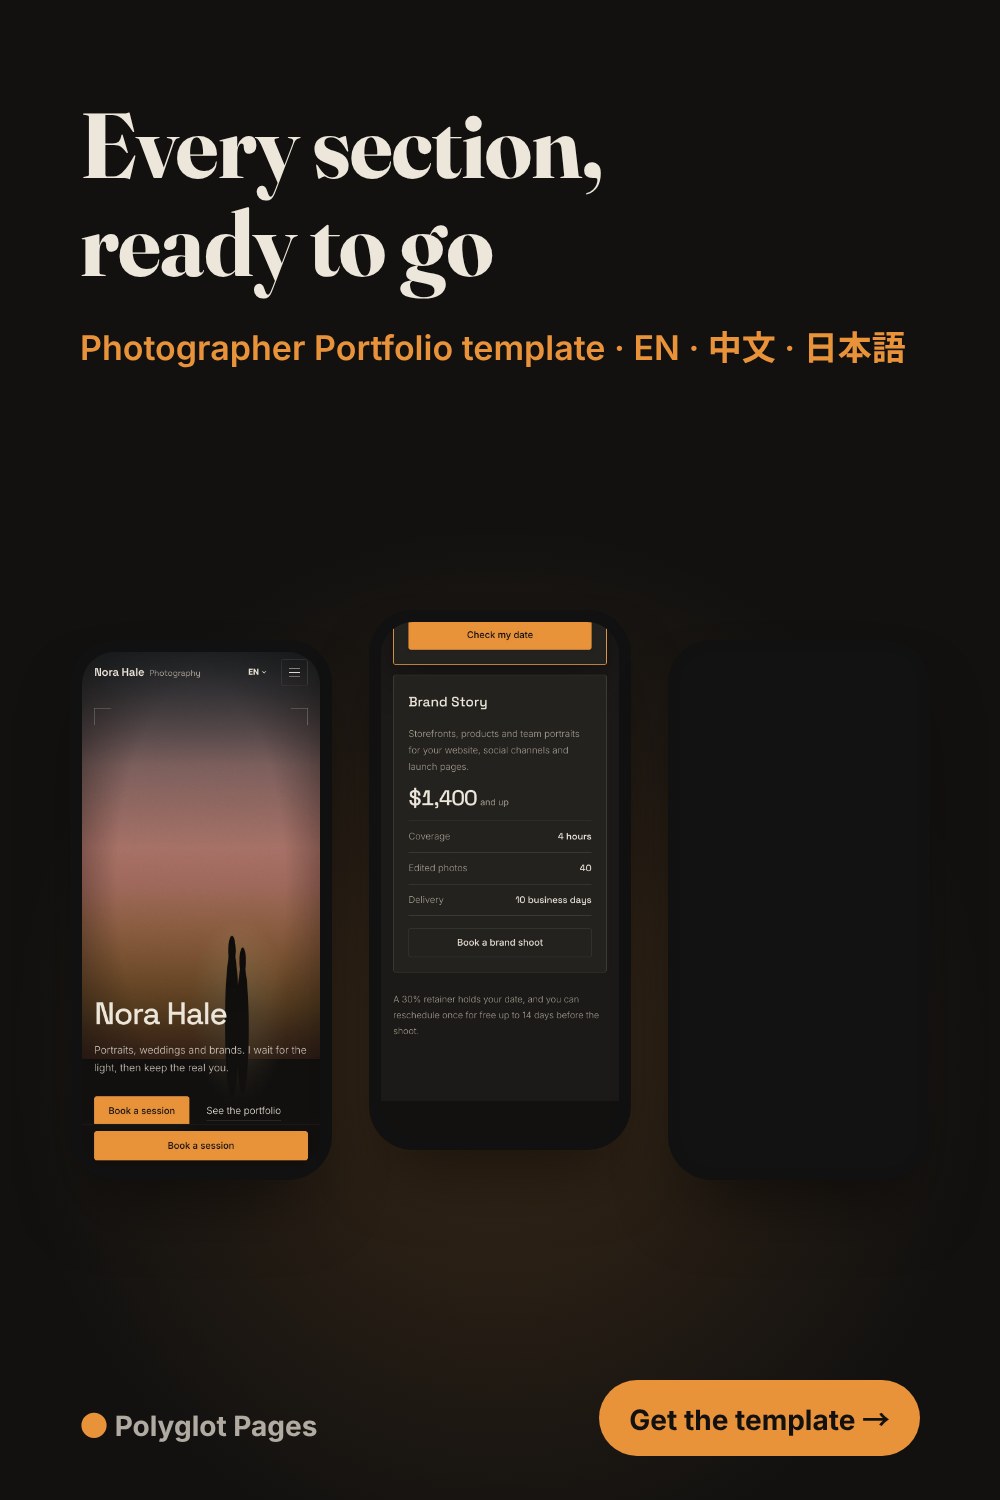 Every section,
ready to go
Photographer Portfolio template · EN · 中文 · 日本語
Nora Hale Photography
EN
Nora Hale
Portraits, weddings and brands. I wait for the
light, then keep the real you.
Book a session
See the portfolio
Book a session
Check my date
Brand Story
Storefronts, products and team portraits
for your website, social channels and
launch pages.
$1,400 and up
Coverage 4 hours
Edited photos 40
Delivery 10 business days
Book a brand shoot
A 30% retainer holds your date, and you can
reschedule once for free up to 14 days before the
shoot.
Polyglot Pages
Get the template →